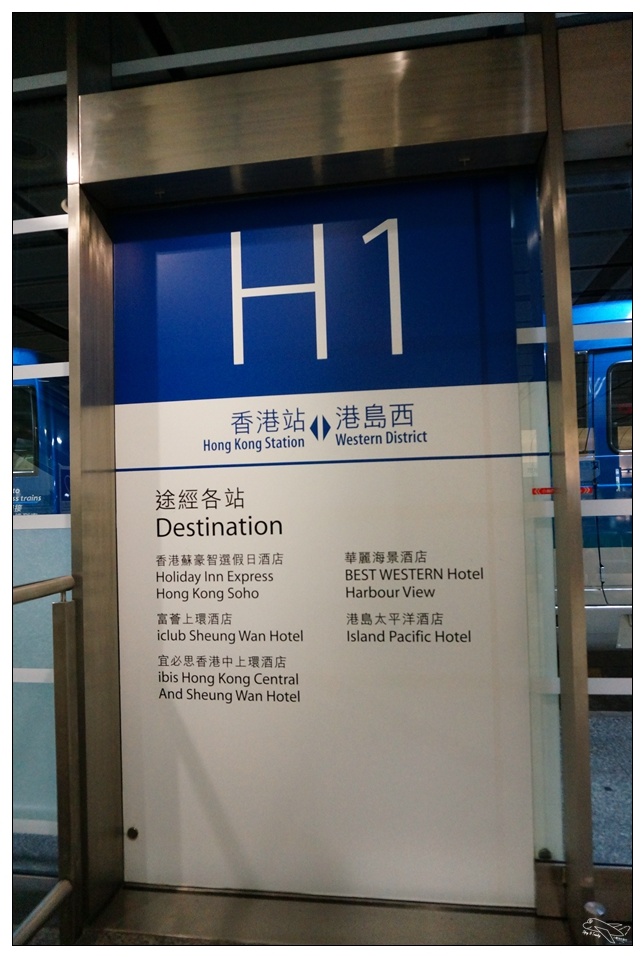 H1
香港站 港島西
Hong Kong Station Western District
途經各站
Destination
香港蘇豪智選假日酒店
Holiday Inn Express
Hong Kong Soho
富薈上環酒店
iclub Sheung Wan Hotel
宜必思香港中上環酒店
ibis Hong Kong Central
And Sheung Wan Hotel
華麗海景酒店
BEST WESTERN Hotel
Harbour View
港島太平洋酒店
Island Pacific Hotel
trains